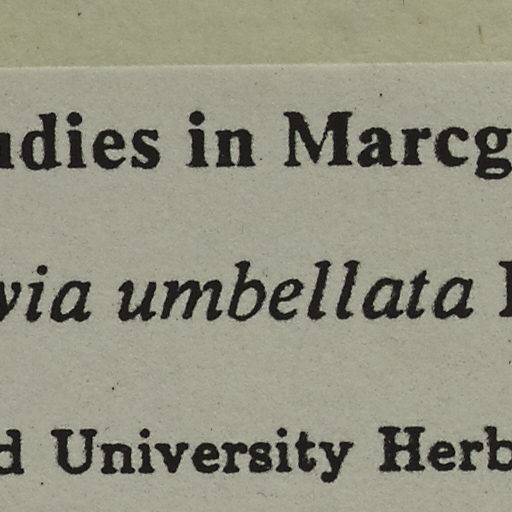 udies in Marcg
via umbellata
d University Herb